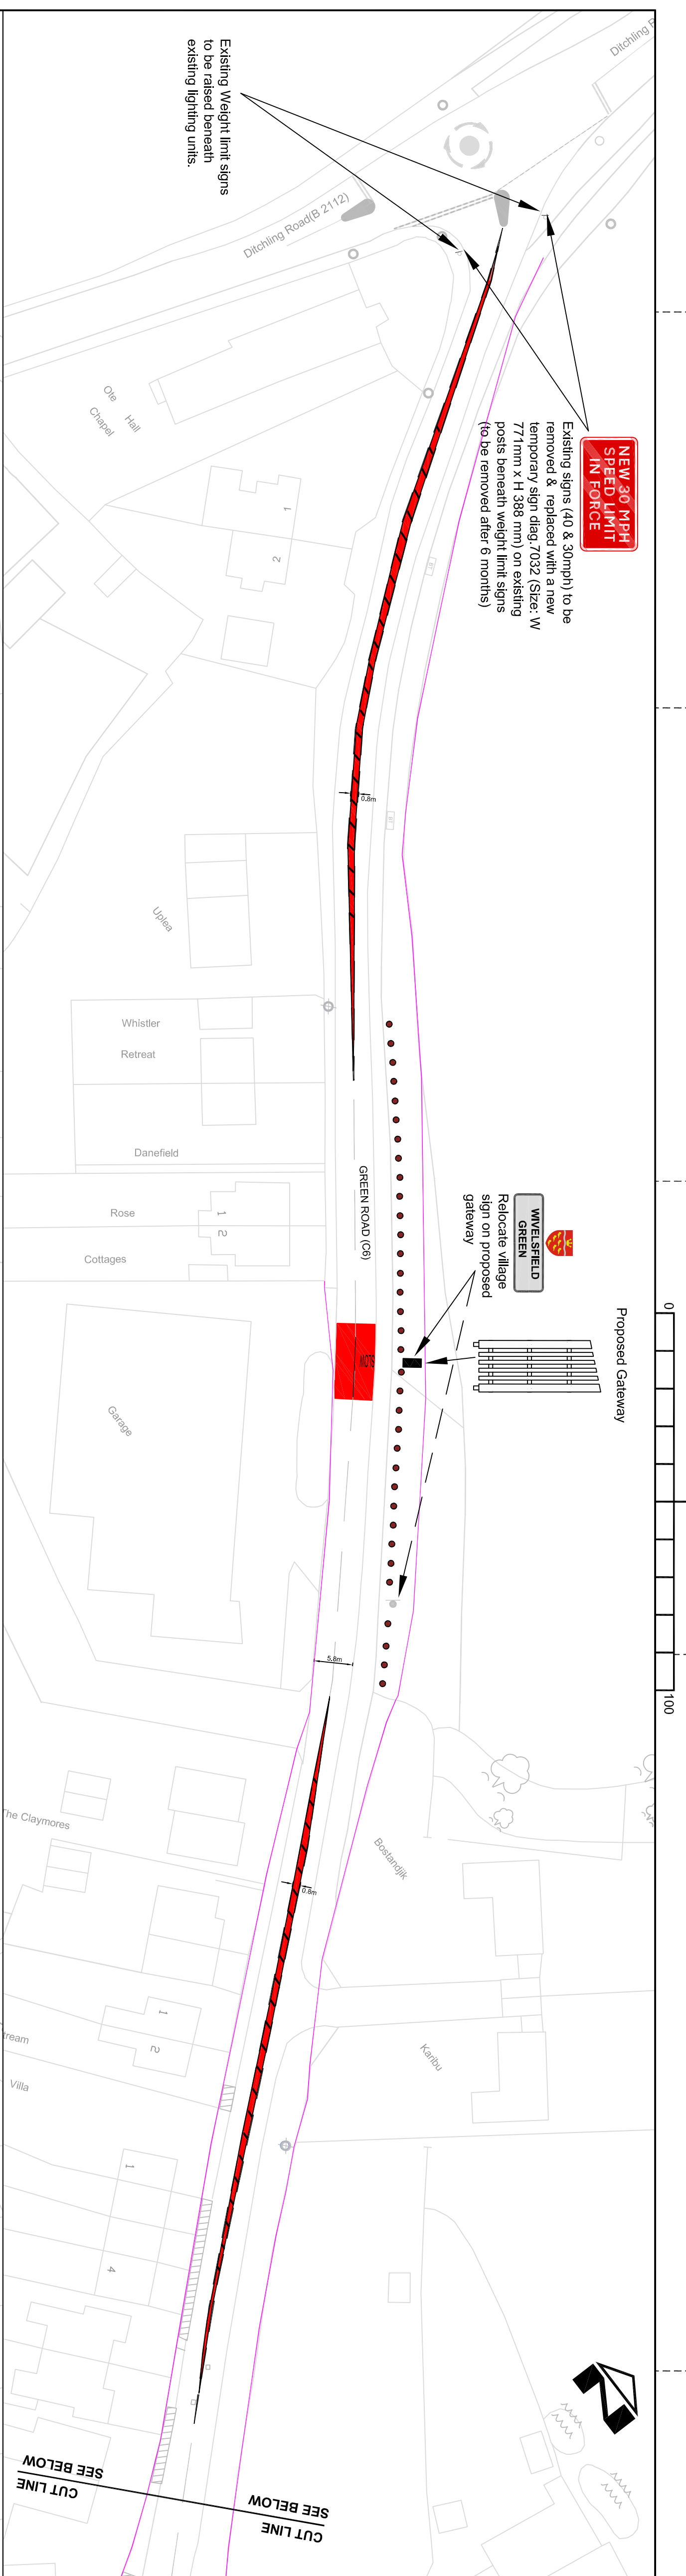 Ditchling R
Existing Weight limit signs
to be raised beneath
existing lighting units.
Ditchling Road(B 2112)
NEW 30 MPH
SPEED LIMIT
IN FORCE
Existing signs (40 & 30mph) to be
removed & replaced with a new
temporary sign diag.7032 (Size: W
771mm x H 388 mm) on existing
posts beneath weight limit signs
(to be removed after 6 months)
Ote Hall
Chapel
1
2
0.8m
Uplea
Whistler
Retreat
Danefield
Rose
Cottages
1
2
GREEN ROAD (C6)
WIVELSFIELD
GREEN
Relocate village
sign on proposed
gateway
Proposed Gateway
0
100
SLOW
Garage
5.8m
The Claymores
Bostandjik
0.8m
1
2
tream
Villa
Karibu
1
4
CUT LINE
SEE BELOW
CUT LINE
SEE BELOW